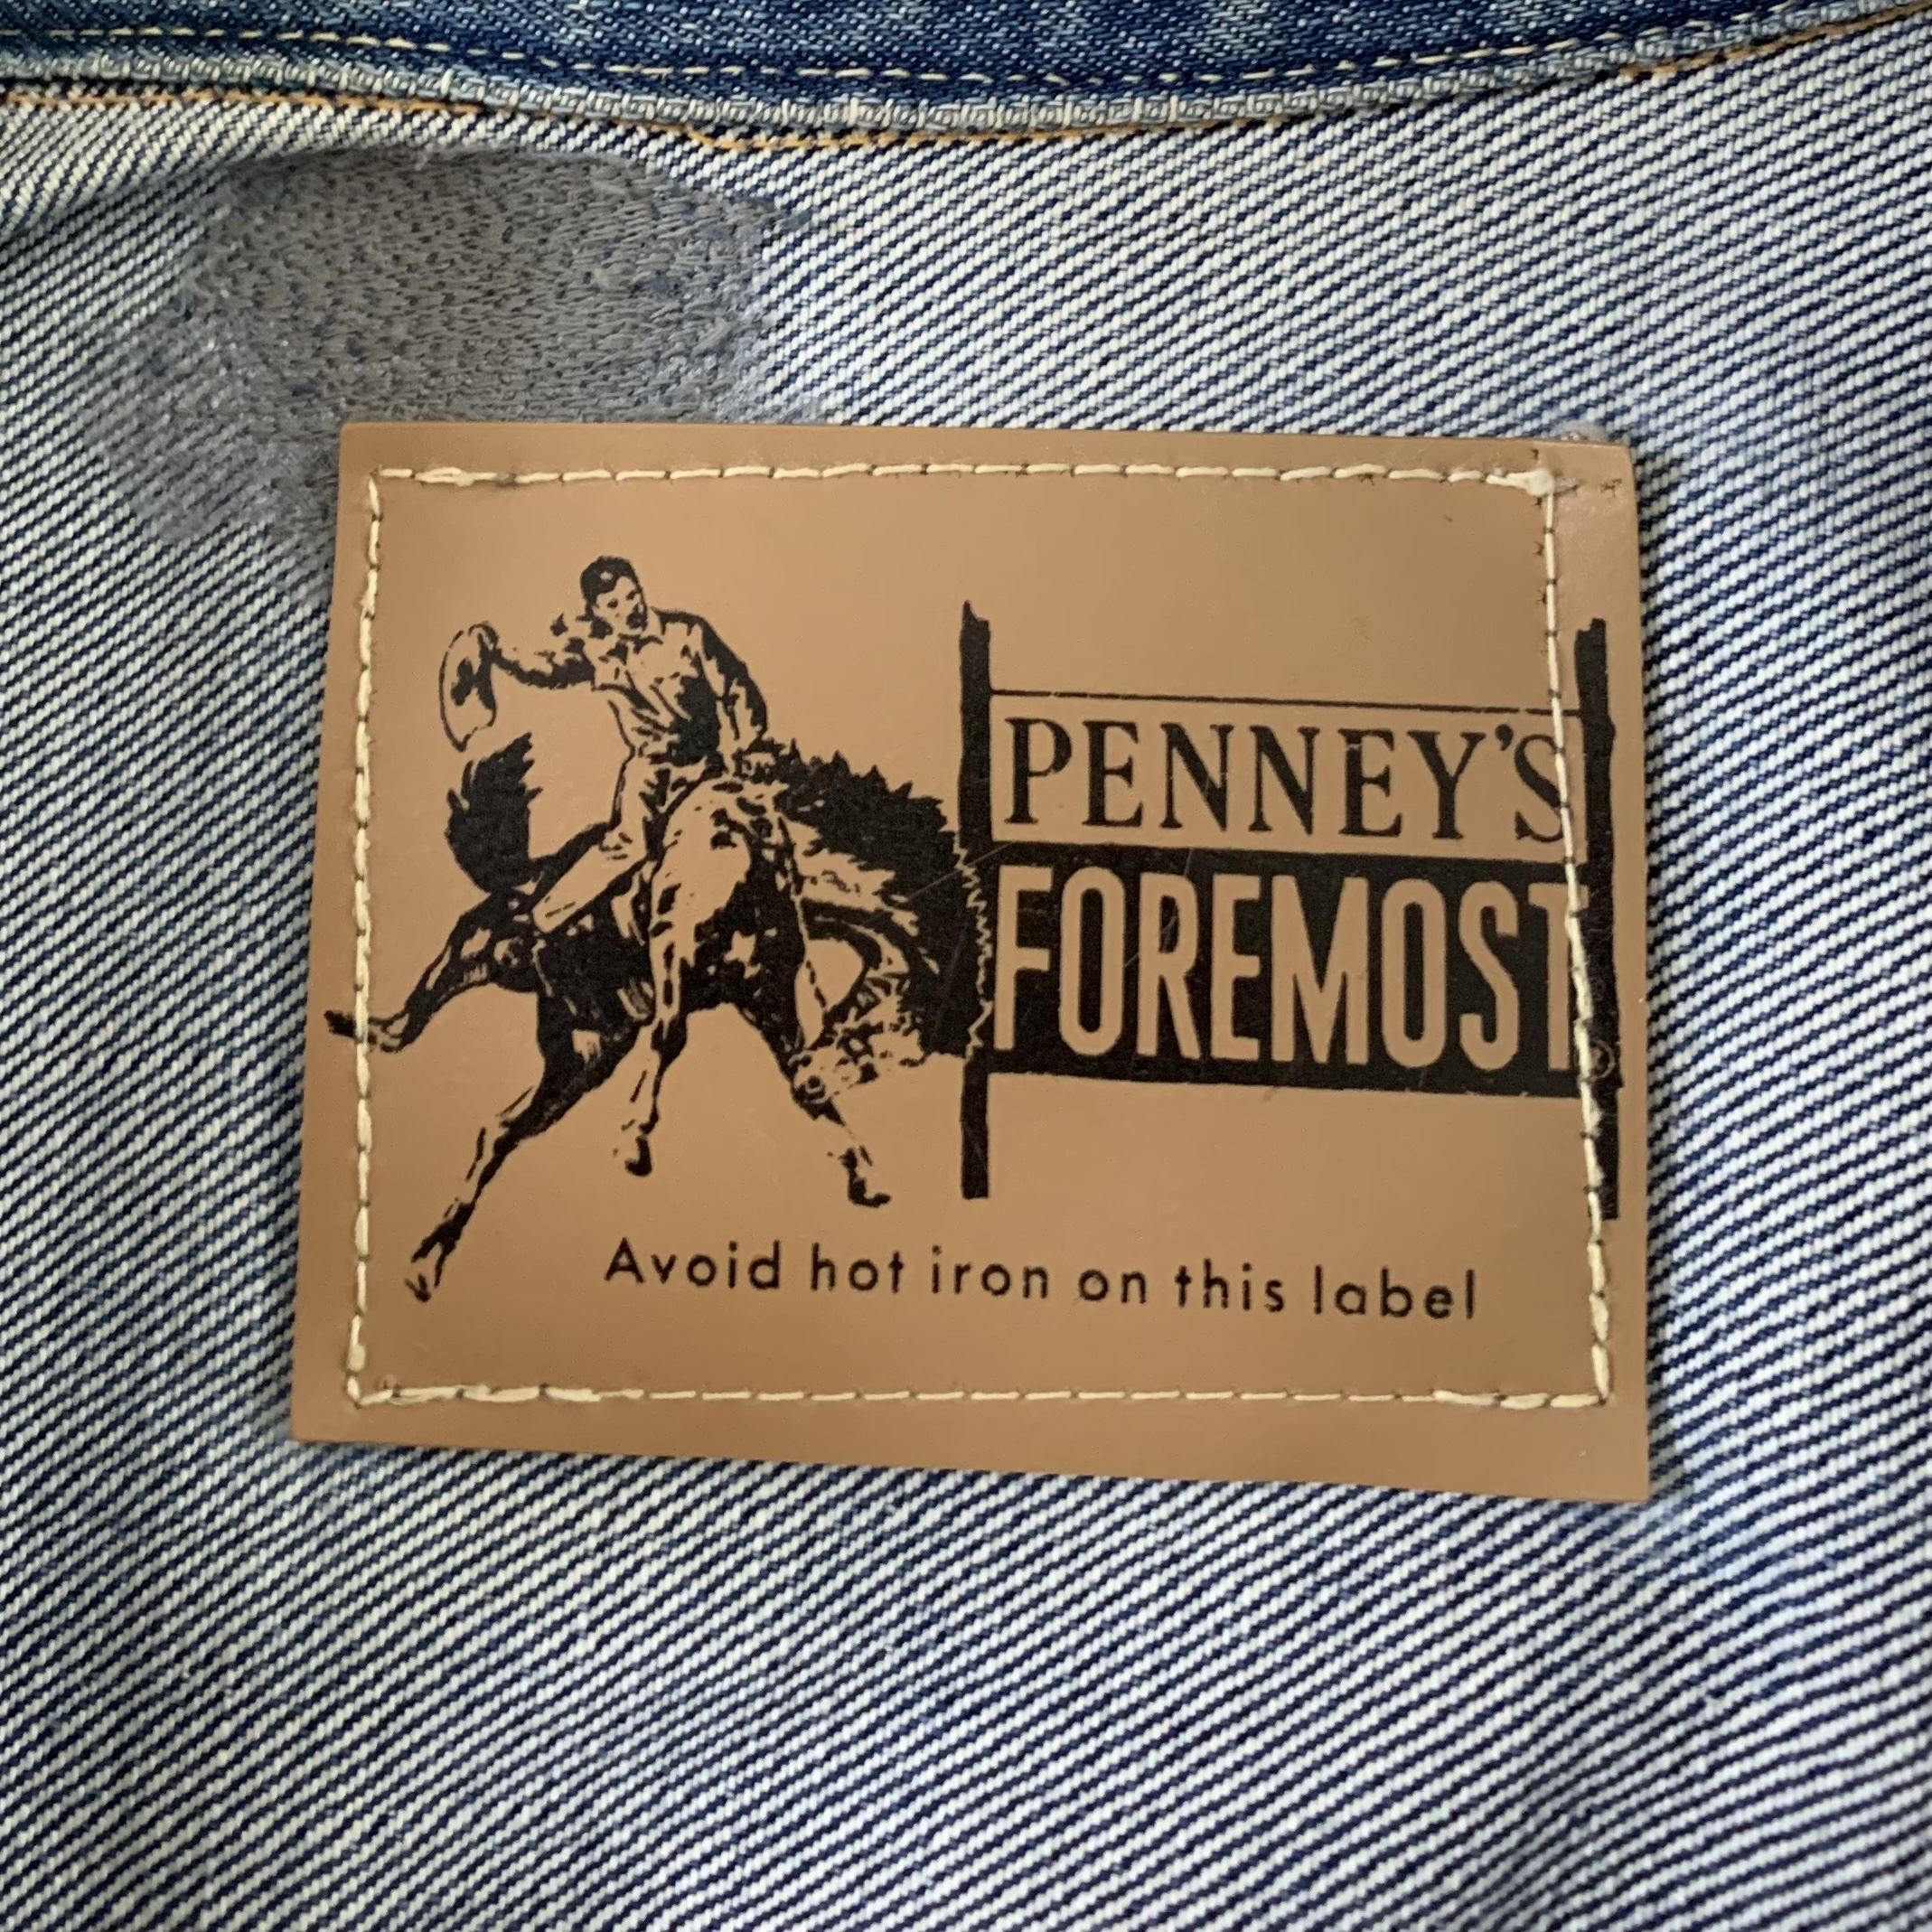 PENNEY'S
FOREMOST
Avoid hot iron on this label